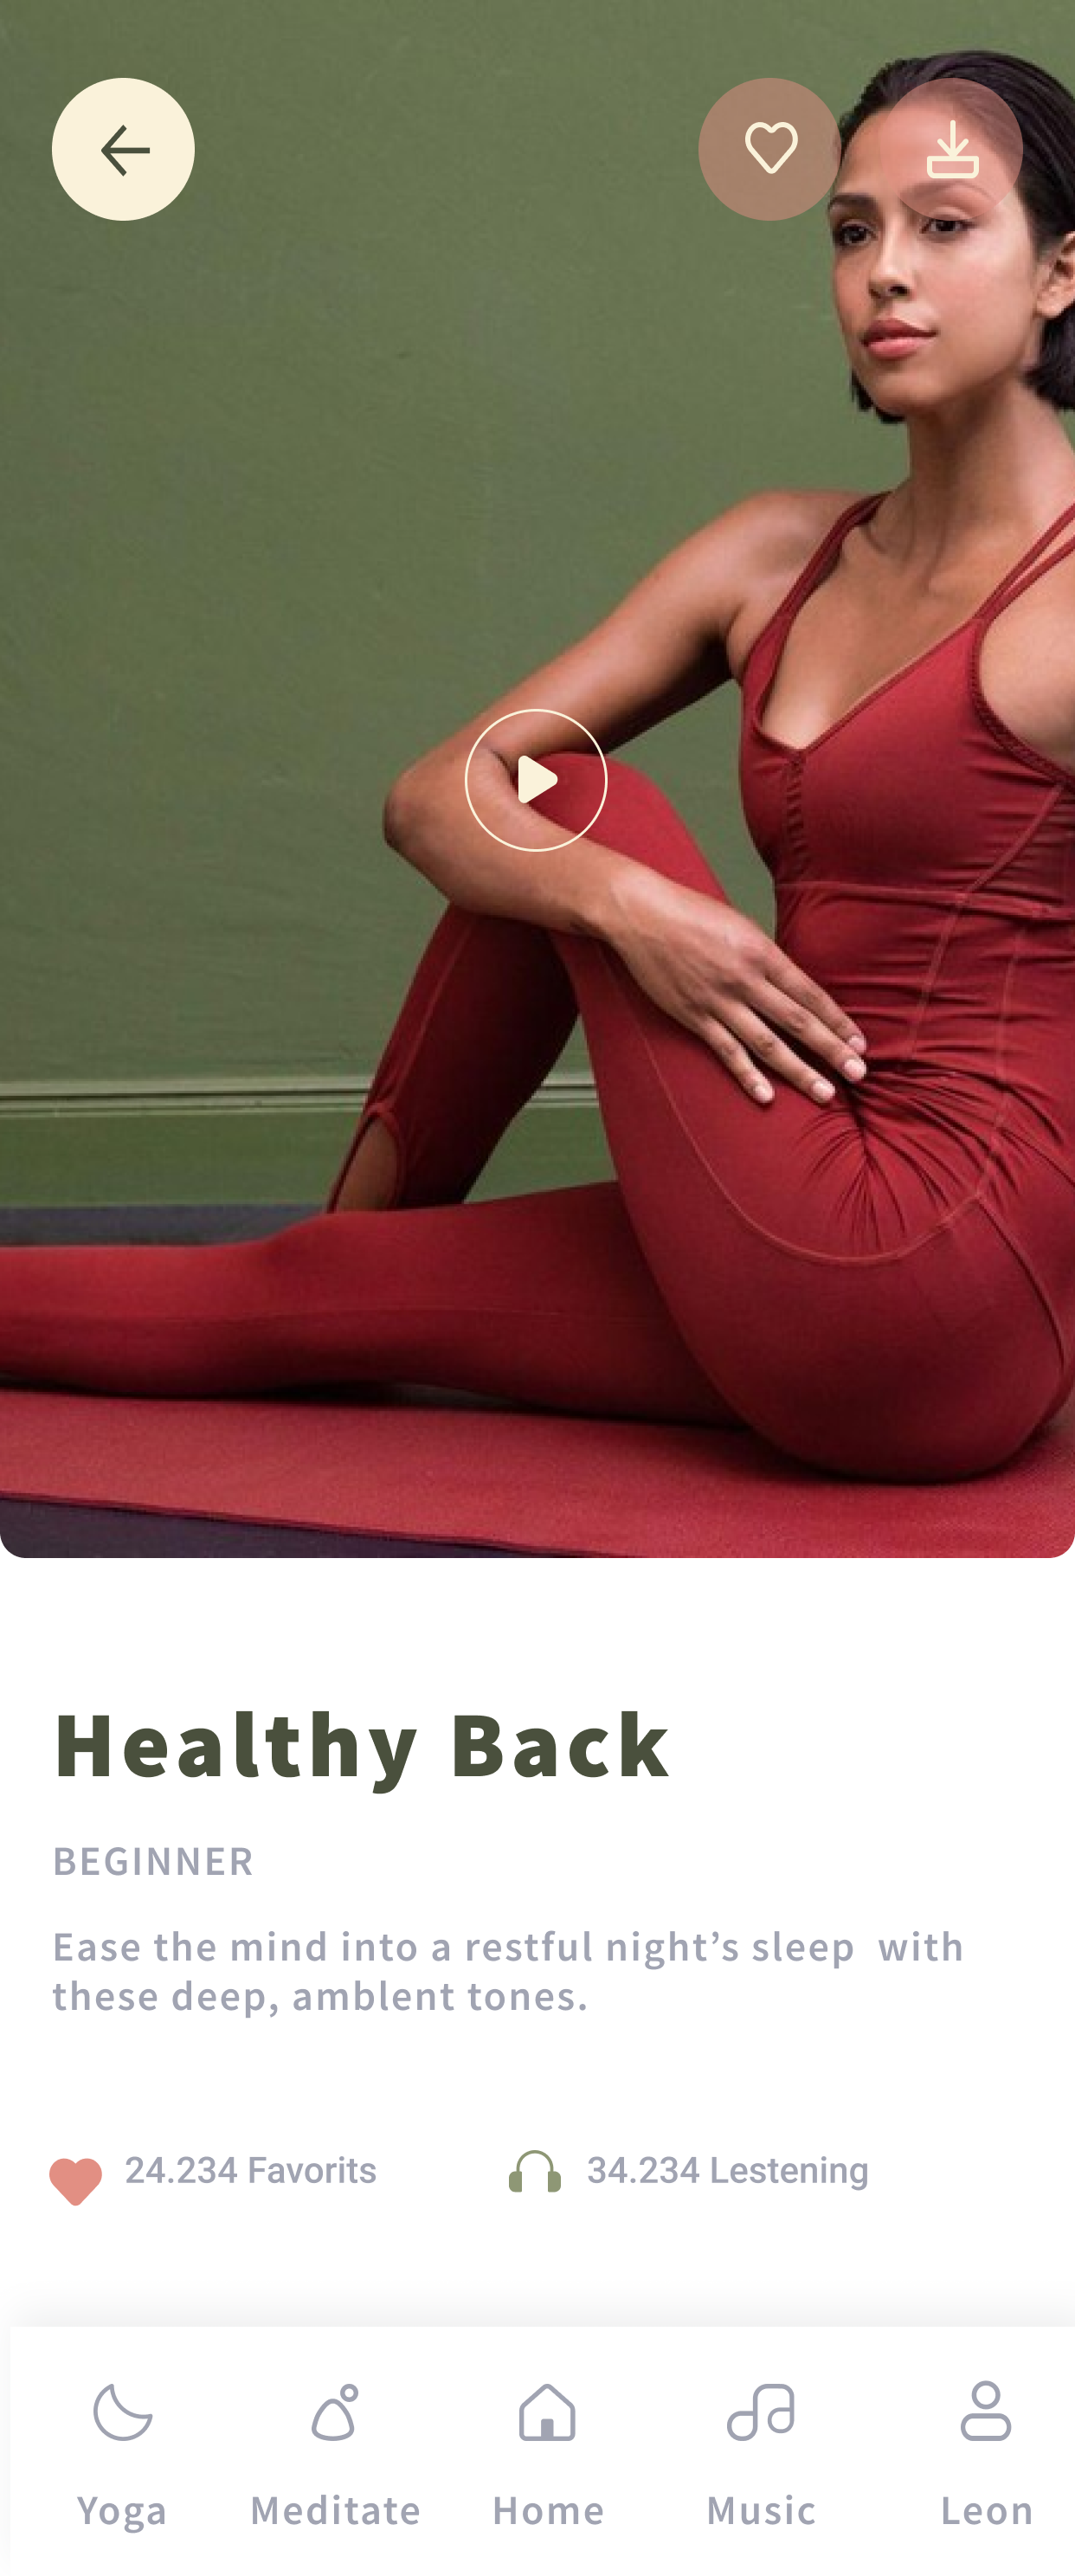 Healthy Back
BEGINNER
Ease the mind into a restful night’s sleep  with
these deep, amblent tones.
24.234 Favorits
34.234 Lestening
Yoga
Meditate
Home
Music
Leon